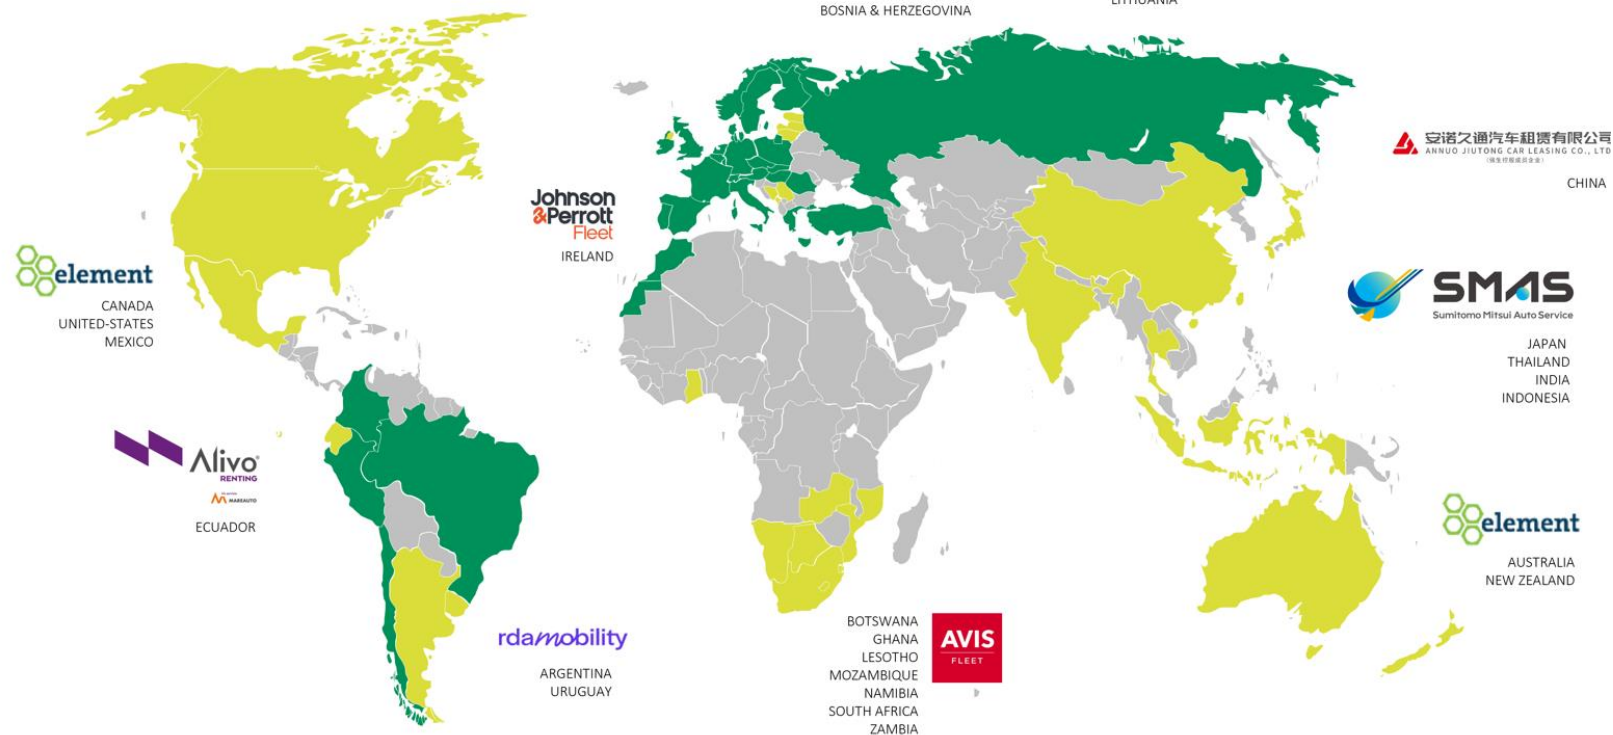 BOSNIA & HERZEGOVINA
LITHUANIA
安诺久通汽车租赁有限公司
ANNUO JIUTONG CAR LEASING CO., LTD
CHINA
Johnson
&Perrott
Fleet
IRELAND
element
CANADA
UNITED-STATES
MEXICO
SMAS
Sumitomo Mitsui Auto Service
JAPAN
THAILAND
INDIA
INDONESIA
Alivo
RENTING
MAREAUTO
ECUADOR
element
AUSTRALIA
NEW ZEALAND
rdamobility
ARGENTINA
URUGUAY
BOTSWANA
GHANA
LESOTHO
MOZAMBIQUE
NAMIBIA
SOUTH AFRICA
ZAMBIA
AVIS
FLEET